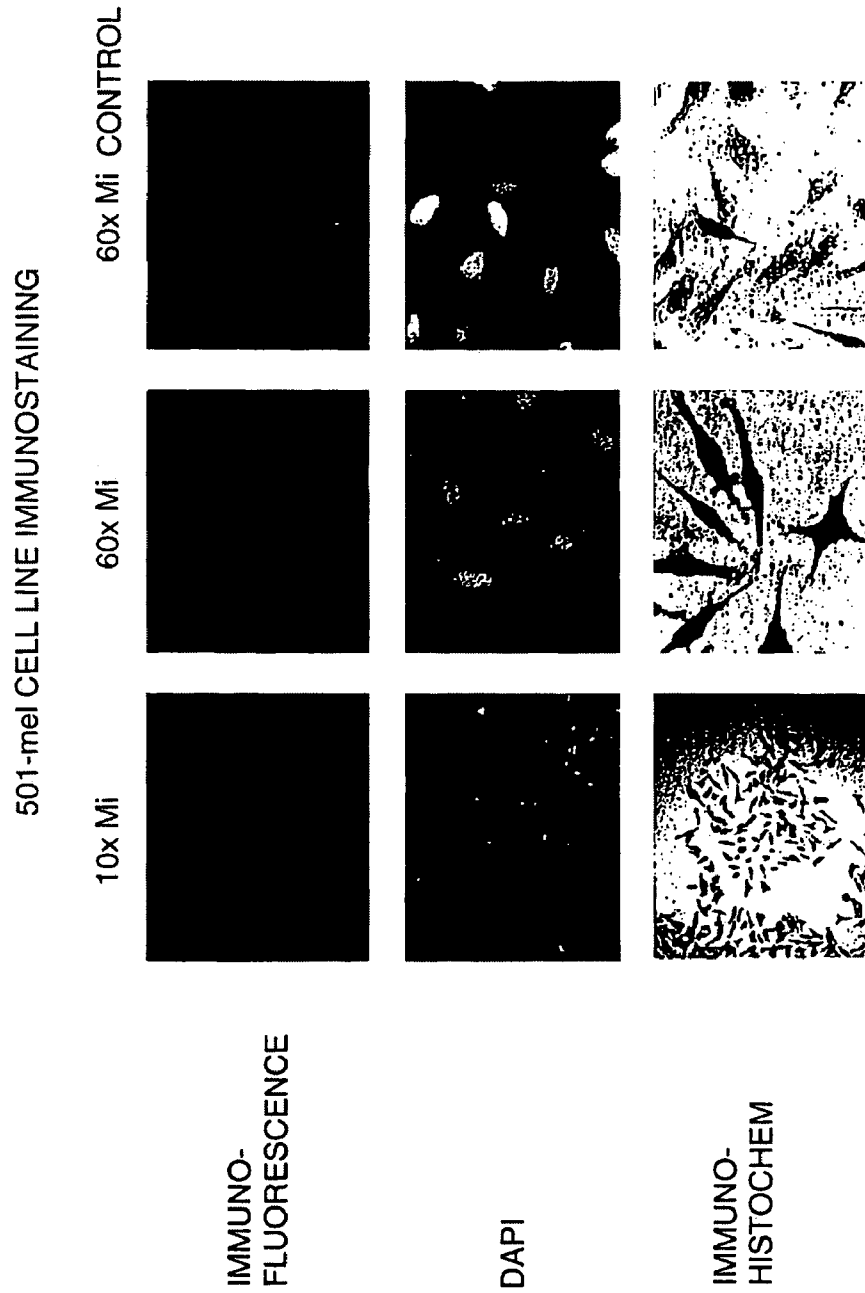 501-mel CELL LINE IMMUNOSTAINING
10x Mi
60x Mi
60x Mi CONTROL
IMMUNO-
FLUORESCENCE
DAPI
IMMUNO-
HISTOCHEM